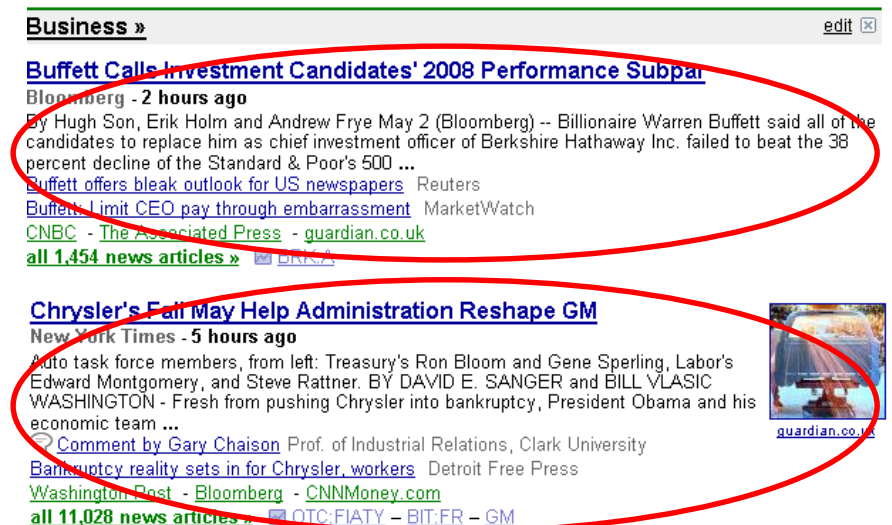 Business »
edit
Buffett Calls Investment Candidates' 2008 Performance Subpar
Bloomberg - 2 hours ago
By Hugh Son, Erik Holm and Andrew Frye May 2 (Bloomberg) -- Billionaire Warren Buffett said all of the
candidates to replace him as chief investment officer of Berkshire Hathaway Inc. failed to beat the 38
percent decline of the Standard & Poor's 500 ...
Buffett offers bleak outlook for US newspapers Reuters
Buffett: Limit CEO pay through embarrassment MarketWatch
CNBC - The Associated Press - guardian.co.uk
all 1,454 news articles » BRK.A
Chrysler's Fall May Help Administration Reshape GM
New York Times - 5 hours ago
Auto task force members, from left: Treasury's Ron Bloom and Gene Sperling, Labor's
Edward Montgomery, and Steve Rattner. BY DAVID E. SANGER and BILL VLASIC
WASHINGTON - Fresh from pushing Chrysler into bankruptcy, President Obama and his
economic team ...
guardian.co.uk
Comment by Gary Chaison Prof. of Industrial Relations, Clark University
Bankruptcy reality sets in for Chrysler, workers Detroit Free Press
Washington Post - Bloomberg - CNNMoney.com
all 11,028 news articles » OTC:FIATY – BIT:FR – GM